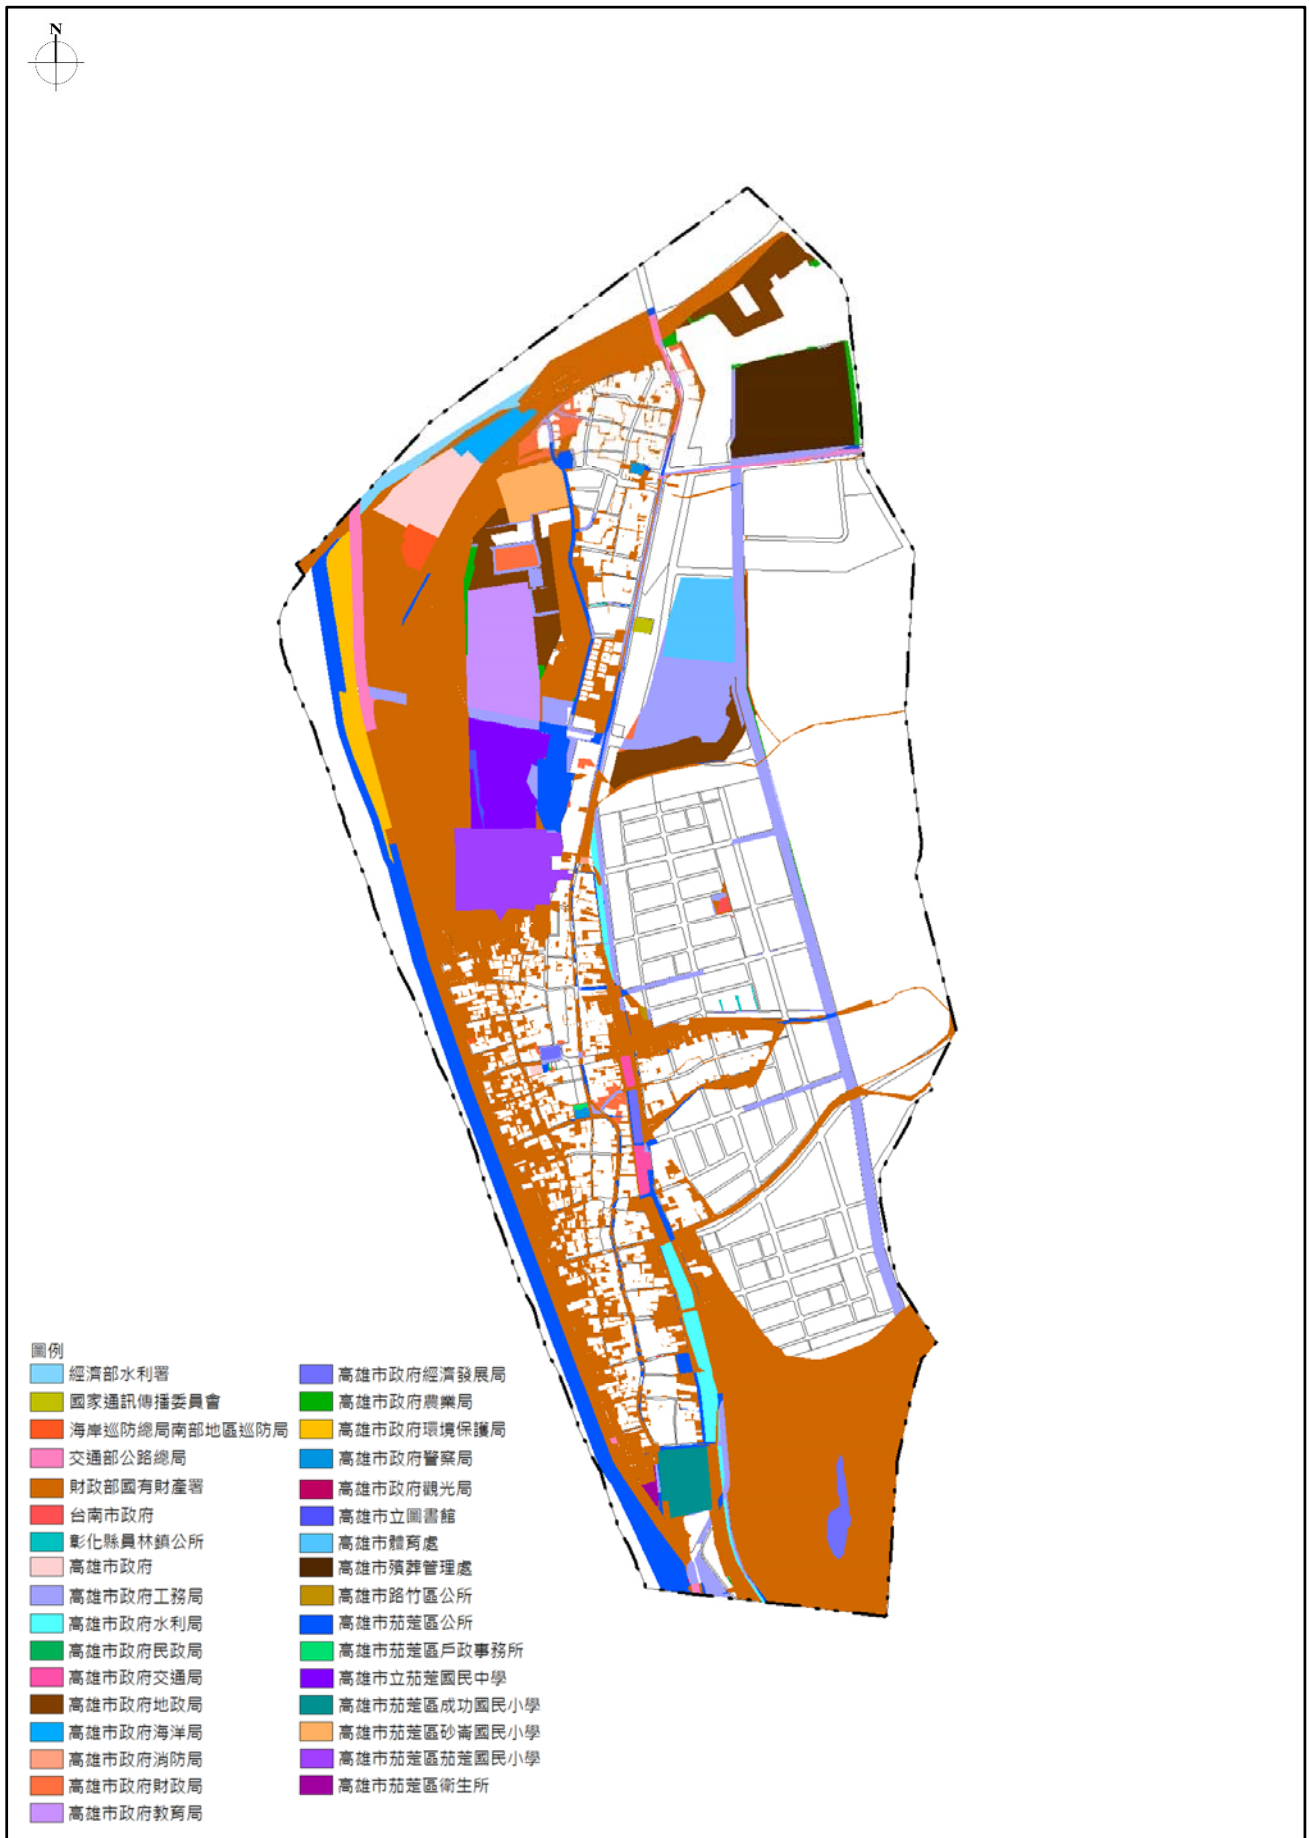 N
圖例
經濟部水利署
國家通訊傳播委員會
海岸巡防總局南部地區巡防局
交通部公路總局
財政部國有財產署
台南市政府
彰化縣員林鎮公所
高雄市政府
高雄市政府工務局
高雄市政府水利局
高雄市政府民政局
高雄市政府交通局
高雄市政府地政局
高雄市政府海洋局
高雄市政府消防局
高雄市政府財政局
高雄市政府教育局
高雄市政府經濟發展局
高雄市政府農業局
高雄市政府環境保護局
高雄市政府警察局
高雄市政府觀光局
高雄市立圖書館
高雄市體育處
高雄市殯葬管理處
高雄市路竹區公所
高雄市茄萣區公所
高雄市茄萣區戶政事務所
高雄市立茄萣國民中學
高雄市茄萣區成功國民小學
高雄市茄萣區砂崙國民小學
高雄市茄萣區茄萣國民小學
高雄市茄萣區衛生所